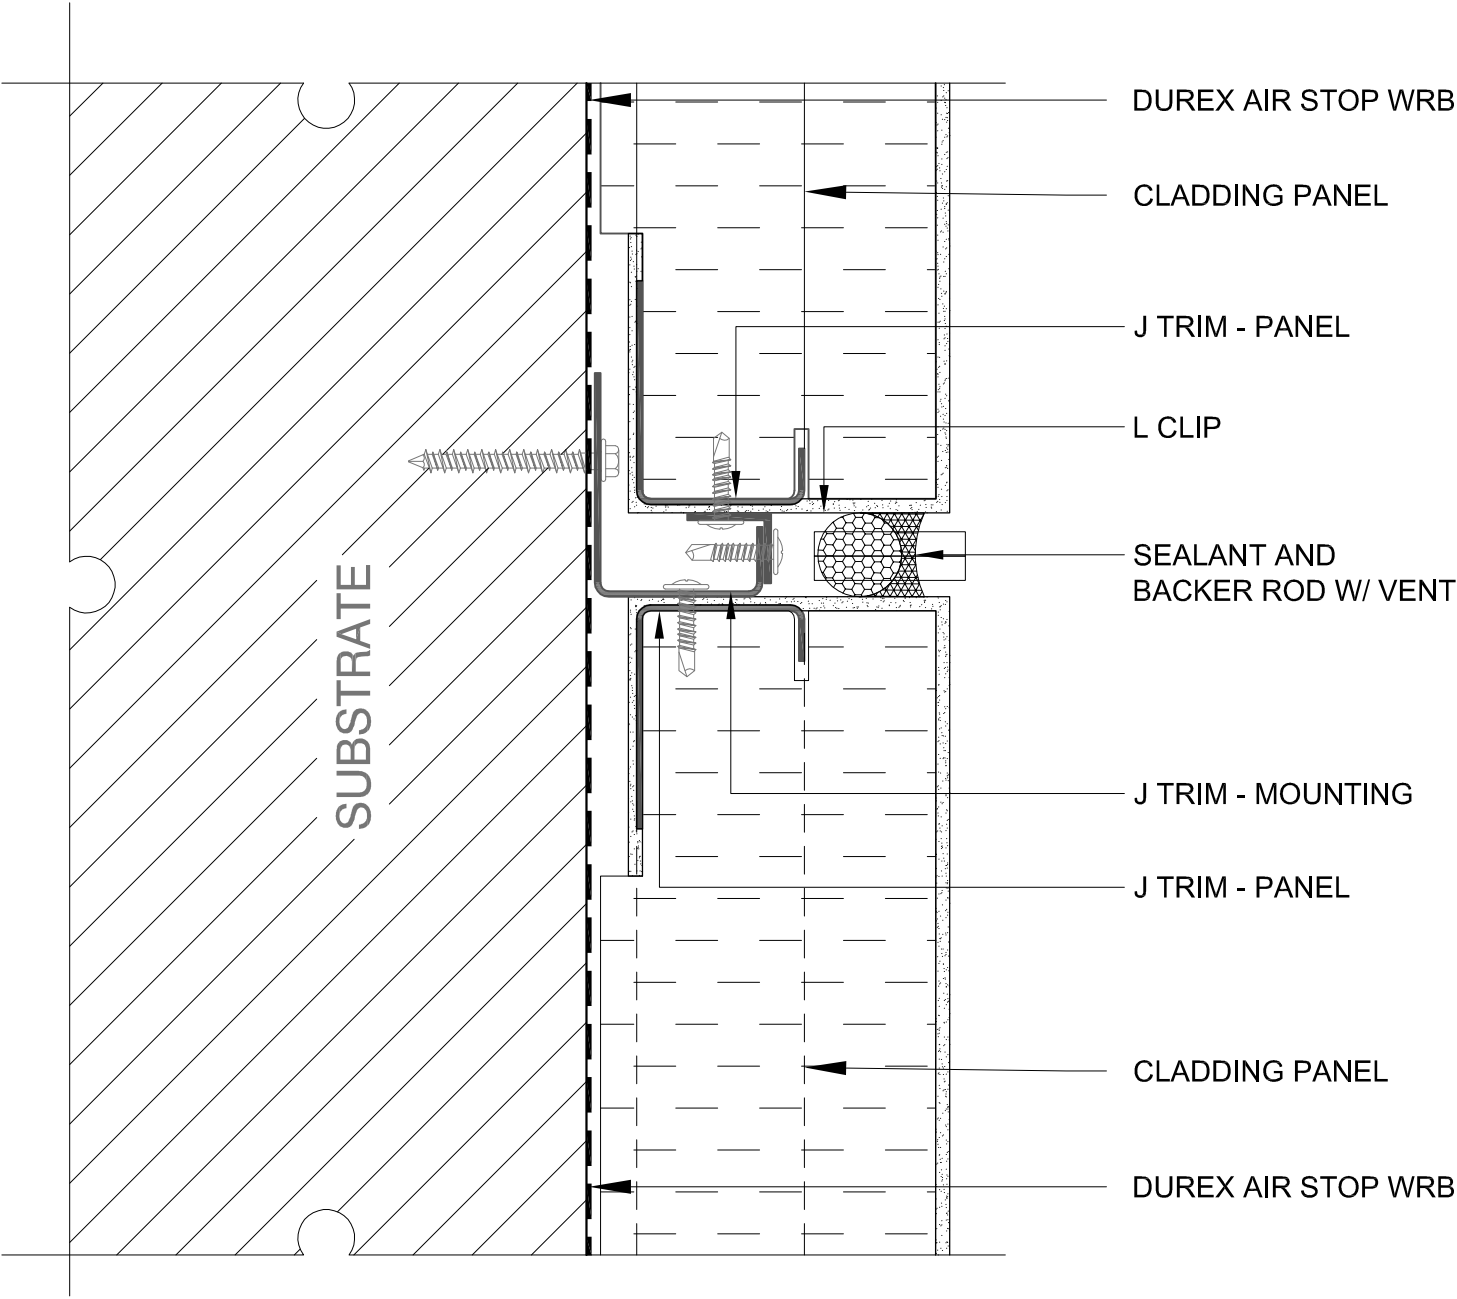 DUREX AIR STOP WRB
CLADDING PANEL
J TRIM - PANEL
L CLIP
SEALANT AND
BACKER ROD W/ VENT
SUBSTRATE
J TRIM - MOUNTING
J TRIM - PANEL
CLADDING PANEL
DUREX AIR STOP WRB